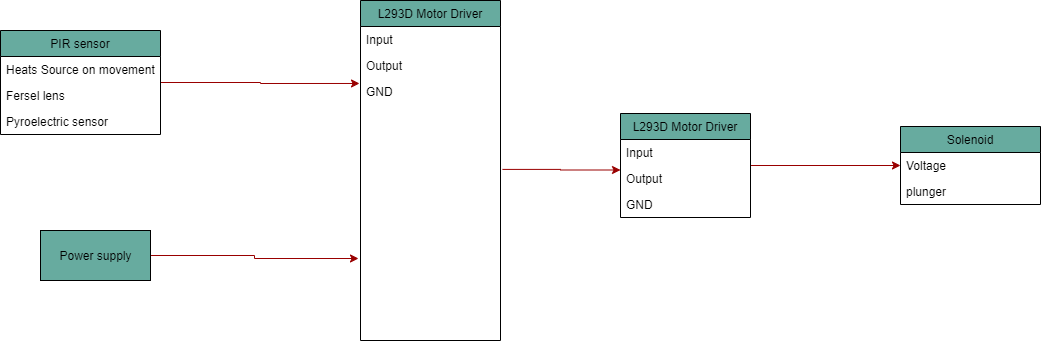 PIR sensor
Heats Source on movement
Fersel lens
Pyroelectric sensor
Power supply
L293D Motor Driver
Input
Output
GND
L293D Motor Driver
Input
Output
GND
Solenoid
Voltage
plunger